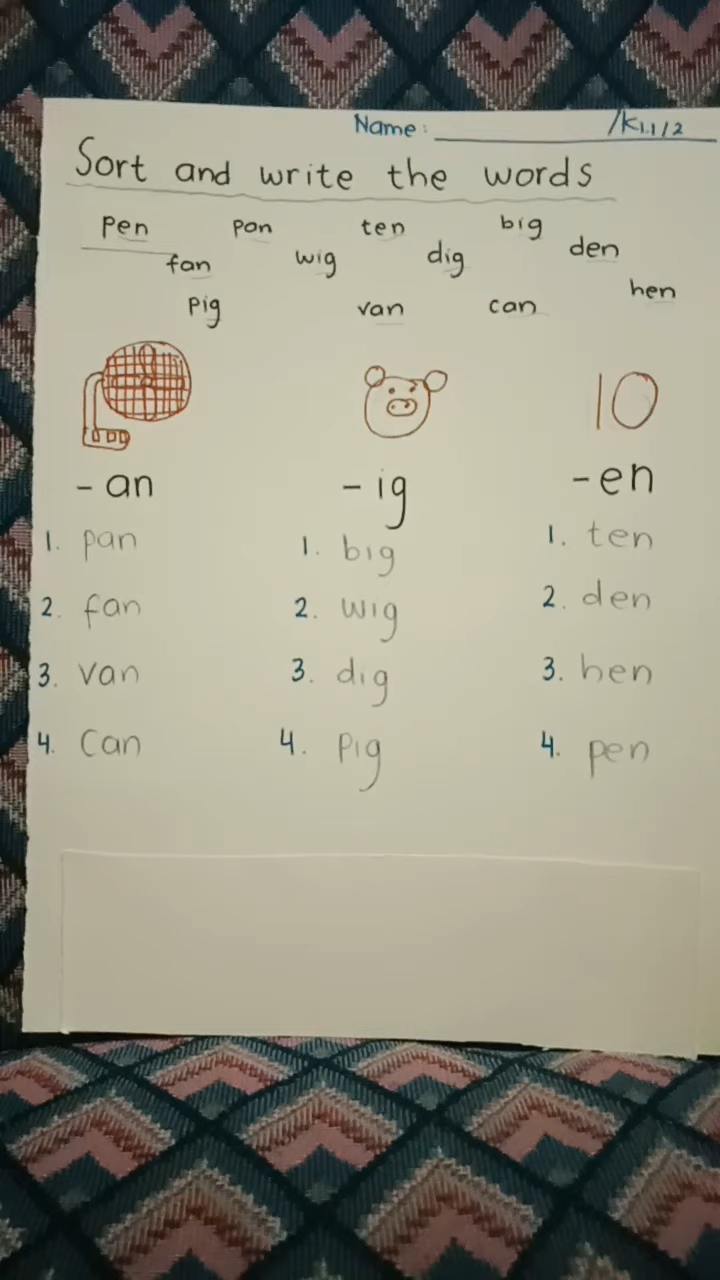 Name: ____________ /K1.1/2
Sort and write the words
pen pan ten big
fan wig dig den
pig van can hen
10
-an -ig -en
1. pan 1. big 1. ten
2. fan 2. wig 2. den
3. van 3. dig 3. hen
4. can 4. pig 4. pen